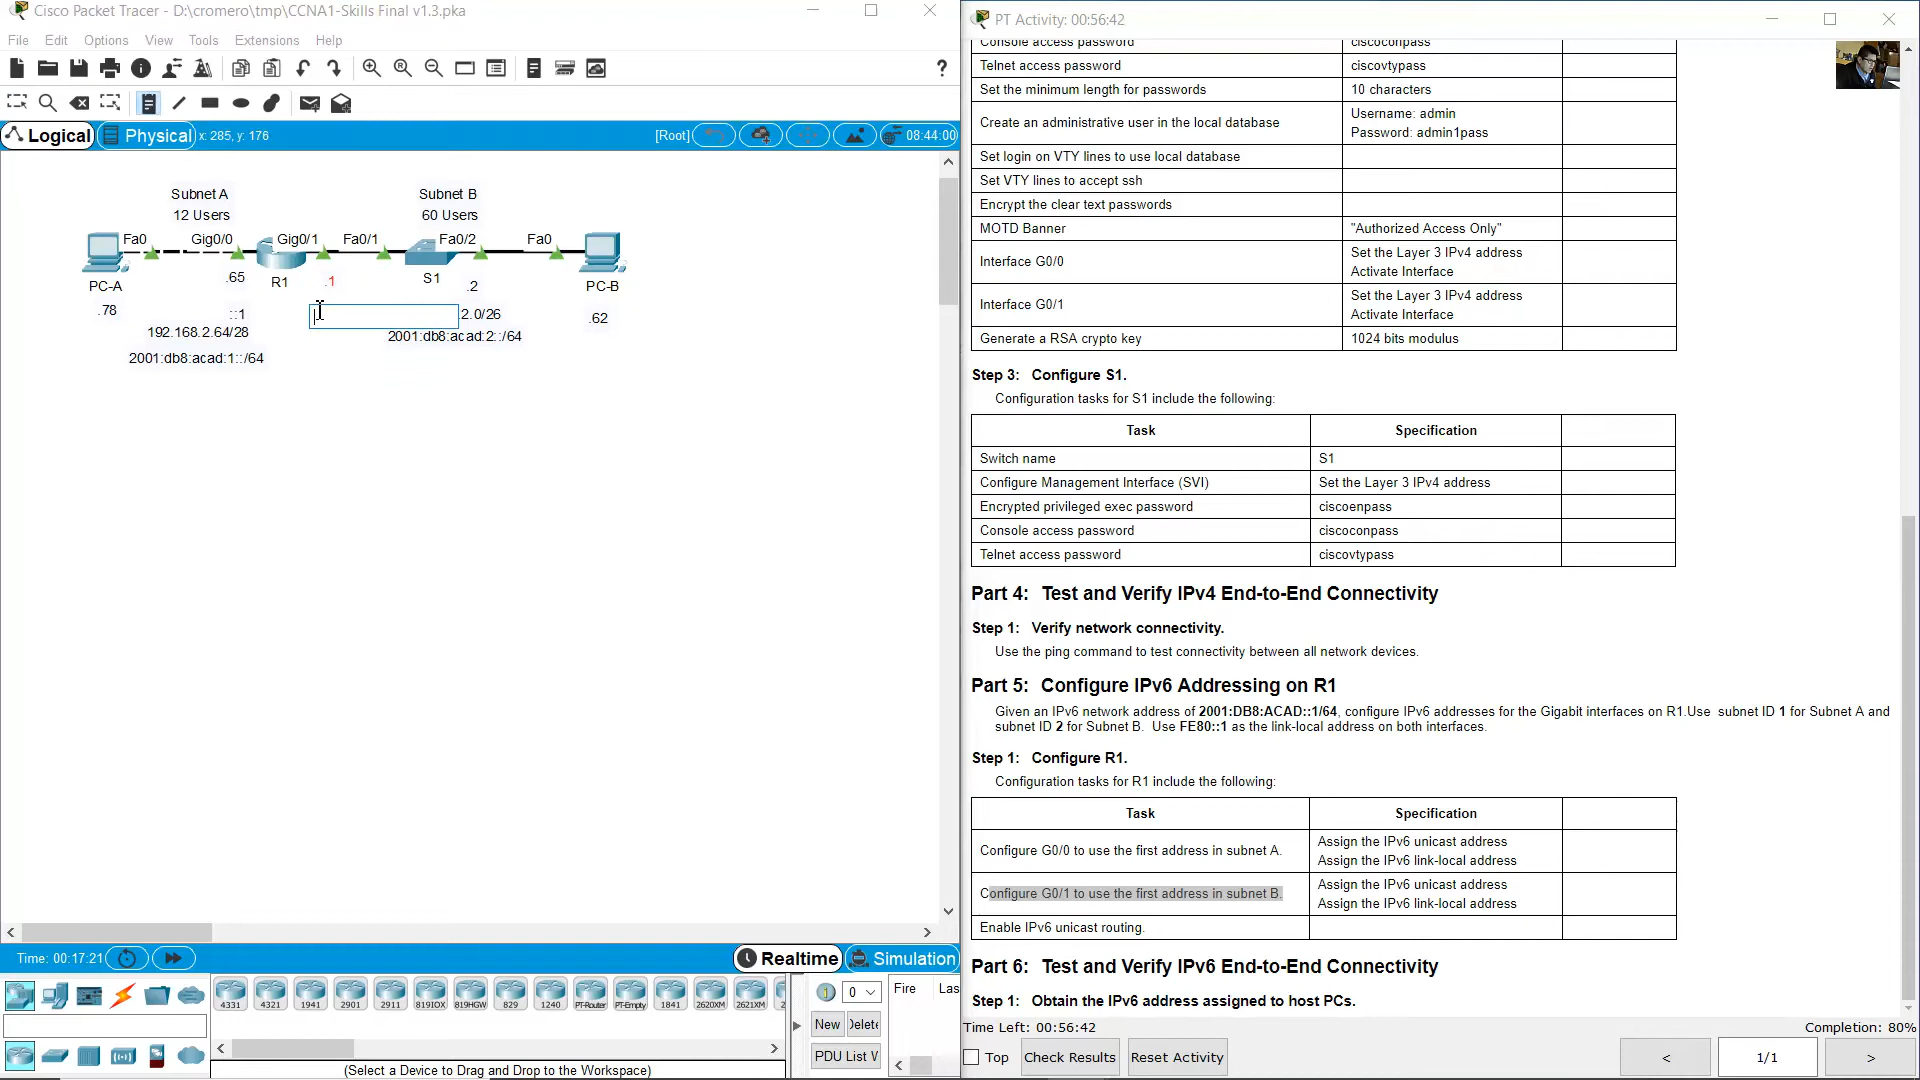 Cisco Packet Tracer - D:\cromero\tmp\CCNA1-Skills Final v1.3.pka
File Edit Options View Tools Extensions Help
?
Logical Physical x: 285, y: 176 [Root] 08:44:00
Subnet A
12 Users
Subnet B
60 Users
Fa0 Gig0/0 Gig0/1 Fa0/1 Fa0/2 Fa0
PC-A .65 R1 .1 S1 .2 PC-B
.78
::1
2.0/26
.62
192.168.2.64/28
2001:db8:acad:2::/64
2001:db8:acad:1::/64
Time: 00:17:21 Realtime Simulation
4331 4321 1941 2901 2911 819IOX 819HGW 829 1240 PT-Router PT-Empty 1841 2620XM 2621XM
(Select a Device to Drag and Drop to the Workspace)
0
Fire Las
New Delete
PDU List W
PT Activity: 00:56:42
Console access password ciscoconpass
Telnet access password ciscovtypass
Set the minimum length for passwords 10 characters
Create an administrative user in the local database Username: admin
Password: admin1pass
Set login on VTY lines to use local database
Set VTY lines to accept ssh
Encrypt the clear text passwords
MOTD Banner "Authorized Access Only"
Interface G0/0 Set the Layer 3 IPv4 address
Activate Interface
Interface G0/1 Set the Layer 3 IPv4 address
Activate Interface
Generate a RSA crypto key 1024 bits modulus
Step 3: Configure S1.
Configuration tasks for S1 include the following:
Task Specification
Switch name S1
Configure Management Interface (SVI) Set the Layer 3 IPv4 address
Encrypted privileged exec password ciscoenpass
Console access password ciscoconpass
Telnet access password ciscovtypass
Part 4: Test and Verify IPv4 End-to-End Connectivity
Step 1: Verify network connectivity.
Use the ping command to test connectivity between all network devices.
Part 5: Configure IPv6 Addressing on R1
Given an IPv6 network address of 2001:DB8:ACAD::1/64, configure IPv6 addresses for the Gigabit interfaces on R1.Use subnet ID 1 for Subnet A and
subnet ID 2 for Subnet B. Use FE80::1 as the link-local address on both interfaces.
Step 1: Configure R1.
Configuration tasks for R1 include the following:
Task Specification
Configure G0/0 to use the first address in subnet A. Assign the IPv6 unicast address
Assign the IPv6 link-local address
Configure G0/1 to use the first address in subnet B. Assign the IPv6 unicast address
Assign the IPv6 link-local address
Enable IPv6 unicast routing.
Part 6: Test and Verify IPv6 End-to-End Connectivity
Step 1: Obtain the IPv6 address assigned to host PCs.
Time Left: 00:56:42 Completion: 80%
Top Check Results Reset Activity < 1/1 >